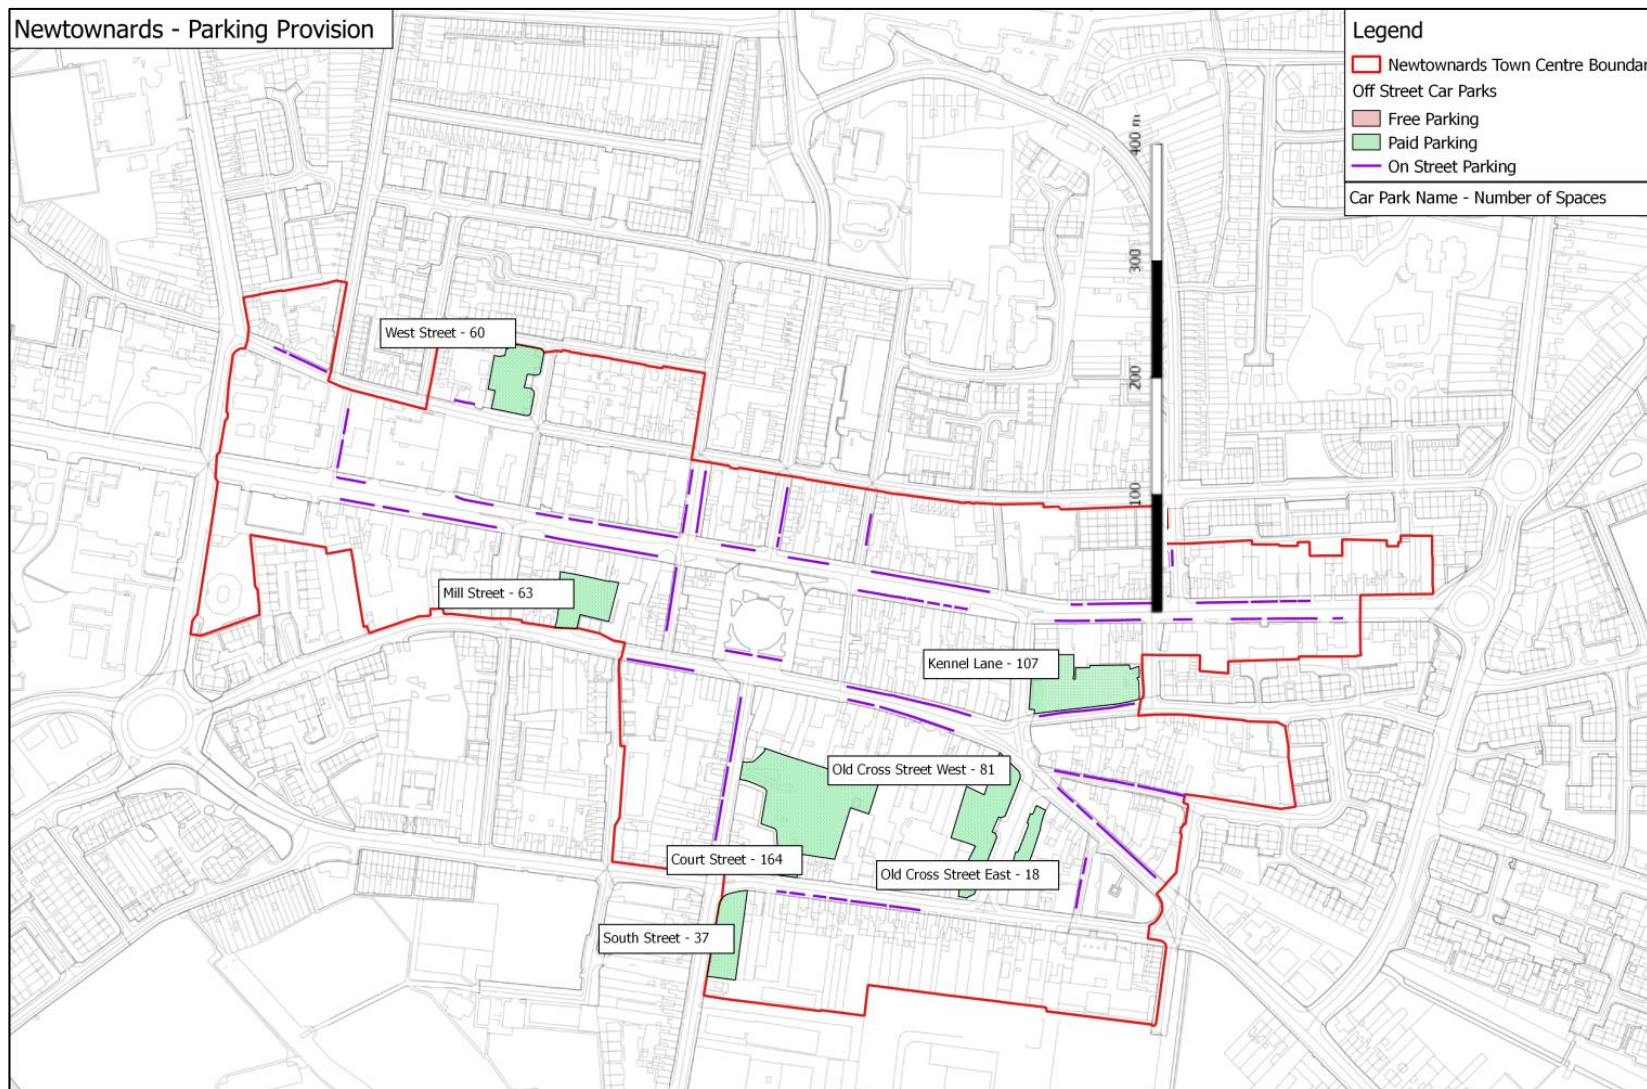 Newtownards - Parking Provision
Legend
Newtownards Town Centre Boundar
Off Street Car Parks
Free Parking
Paid Parking
On Street Parking
Car Park Name - Number of Spaces
400 m
300
200
100
West Street - 60
Mill Street - 63
Kennel Lane - 107
Old Cross Street West - 81
Court Street - 164
Old Cross Street East - 18
South Street - 37